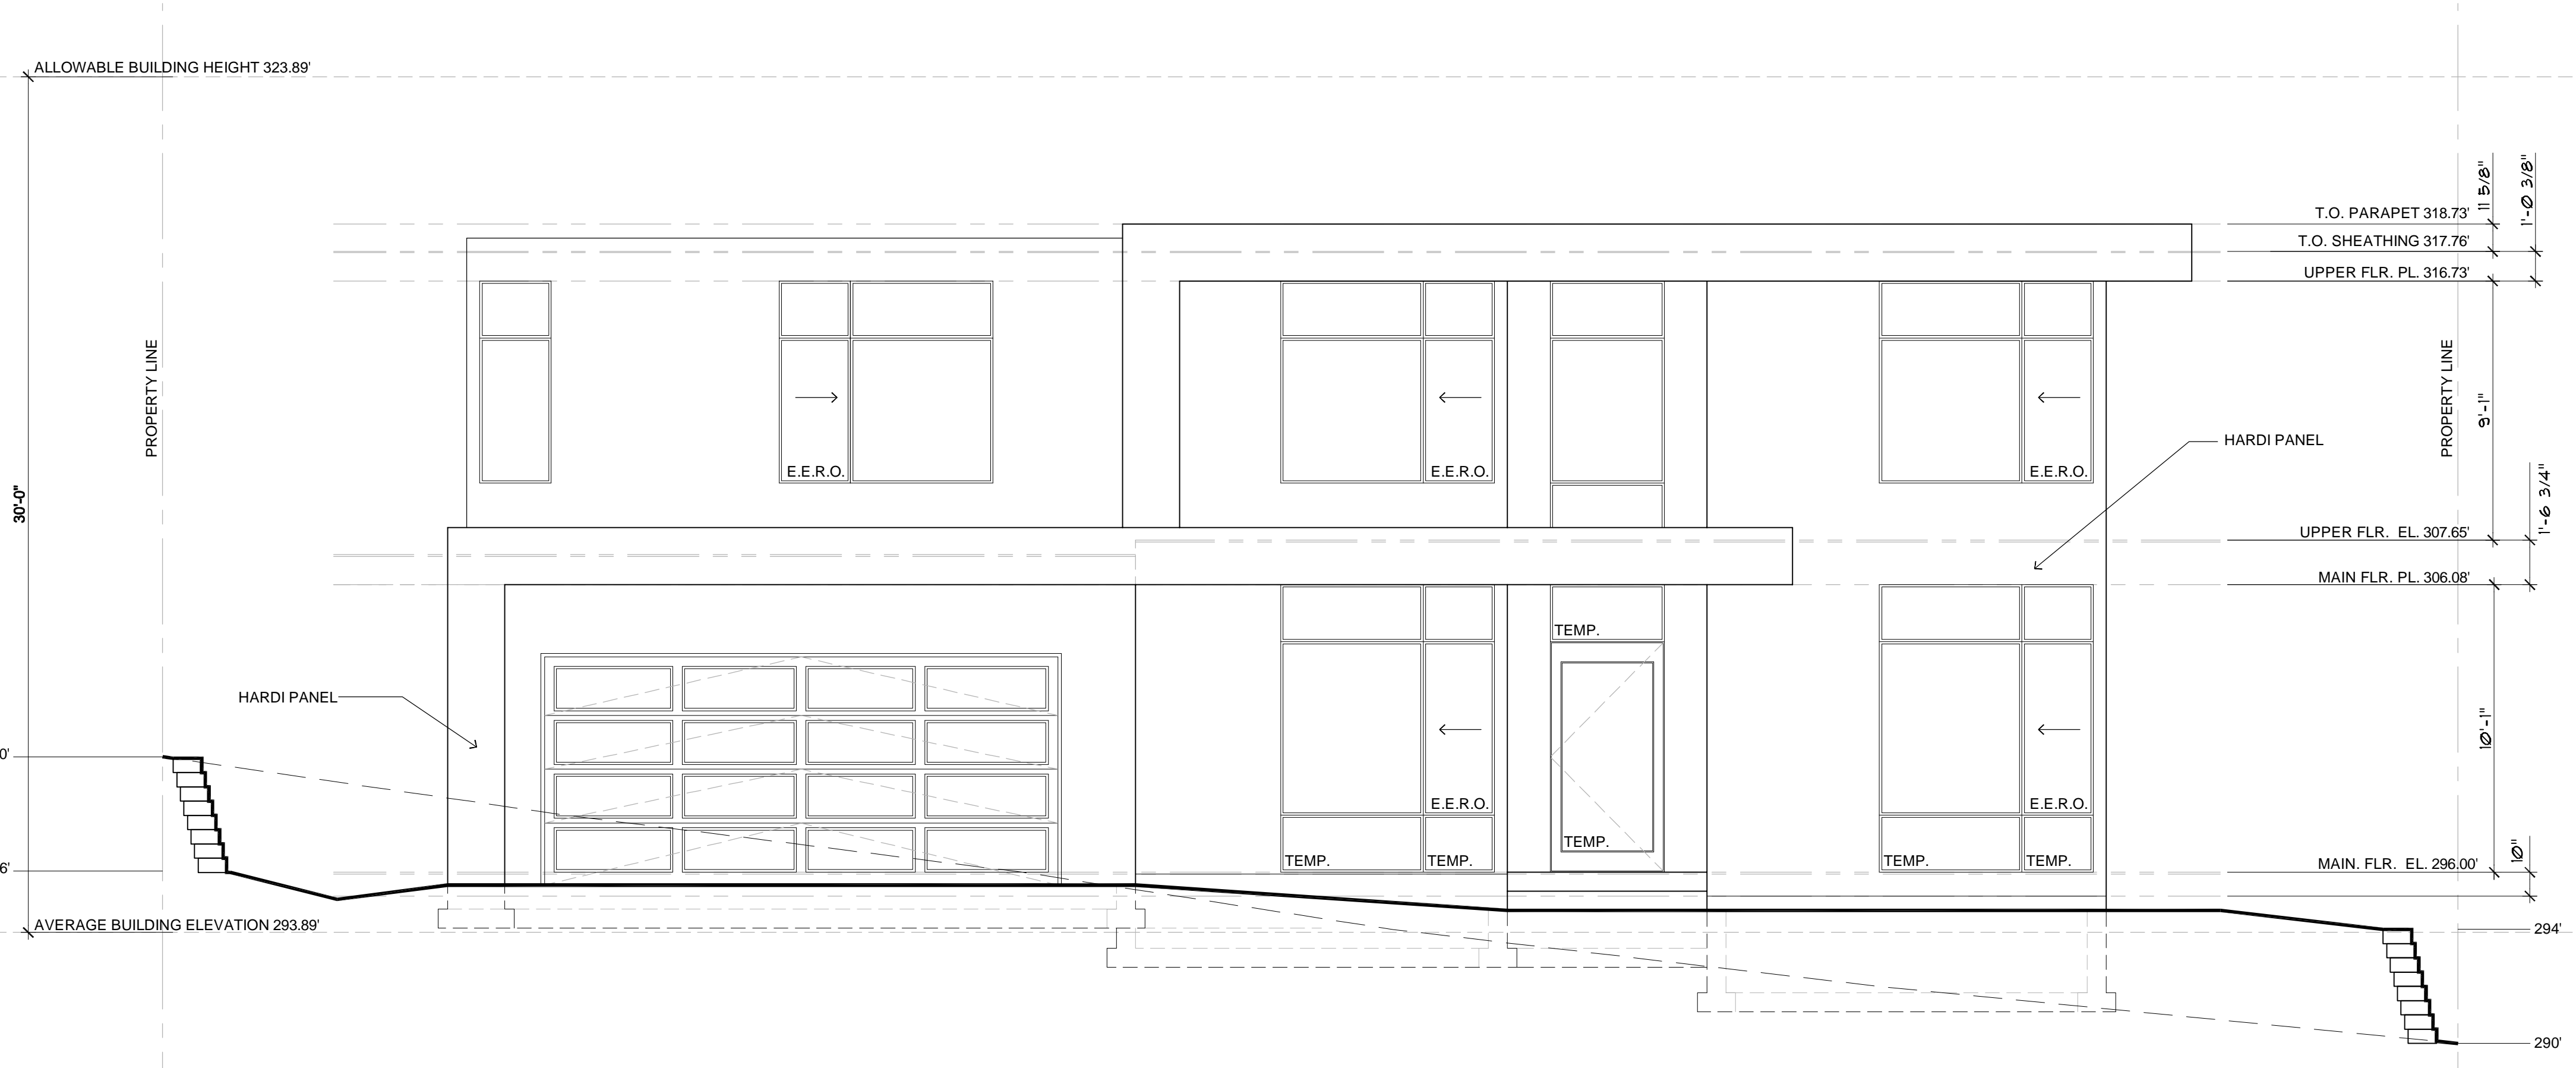 ALLOWABLE BUILDING HEIGHT 323.89'
11 5/8"
1'-0 3/8"
T.O. PARAPET 318.73'
T.O. SHEATHING 317.76'
UPPER FLR. PL. 316.73'
PROPERTY LINE
PROPERTY LINE
9'-1"
HARDI PANEL
E.E.R.O.
E.E.R.O.
E.E.R.O.
30'-0"
1'-6 3/4"
UPPER FLR. EL. 307.65'
MAIN FLR. PL. 306.08'
TEMP.
HARDI PANEL
10'-1"
0'
E.E.R.O.
E.E.R.O.
TEMP.
TEMP.
TEMP.
TEMP.
TEMP.
10"
6'
MAIN. FLR. EL. 296.00'
AVERAGE BUILDING ELEVATION 293.89'
294'
290'